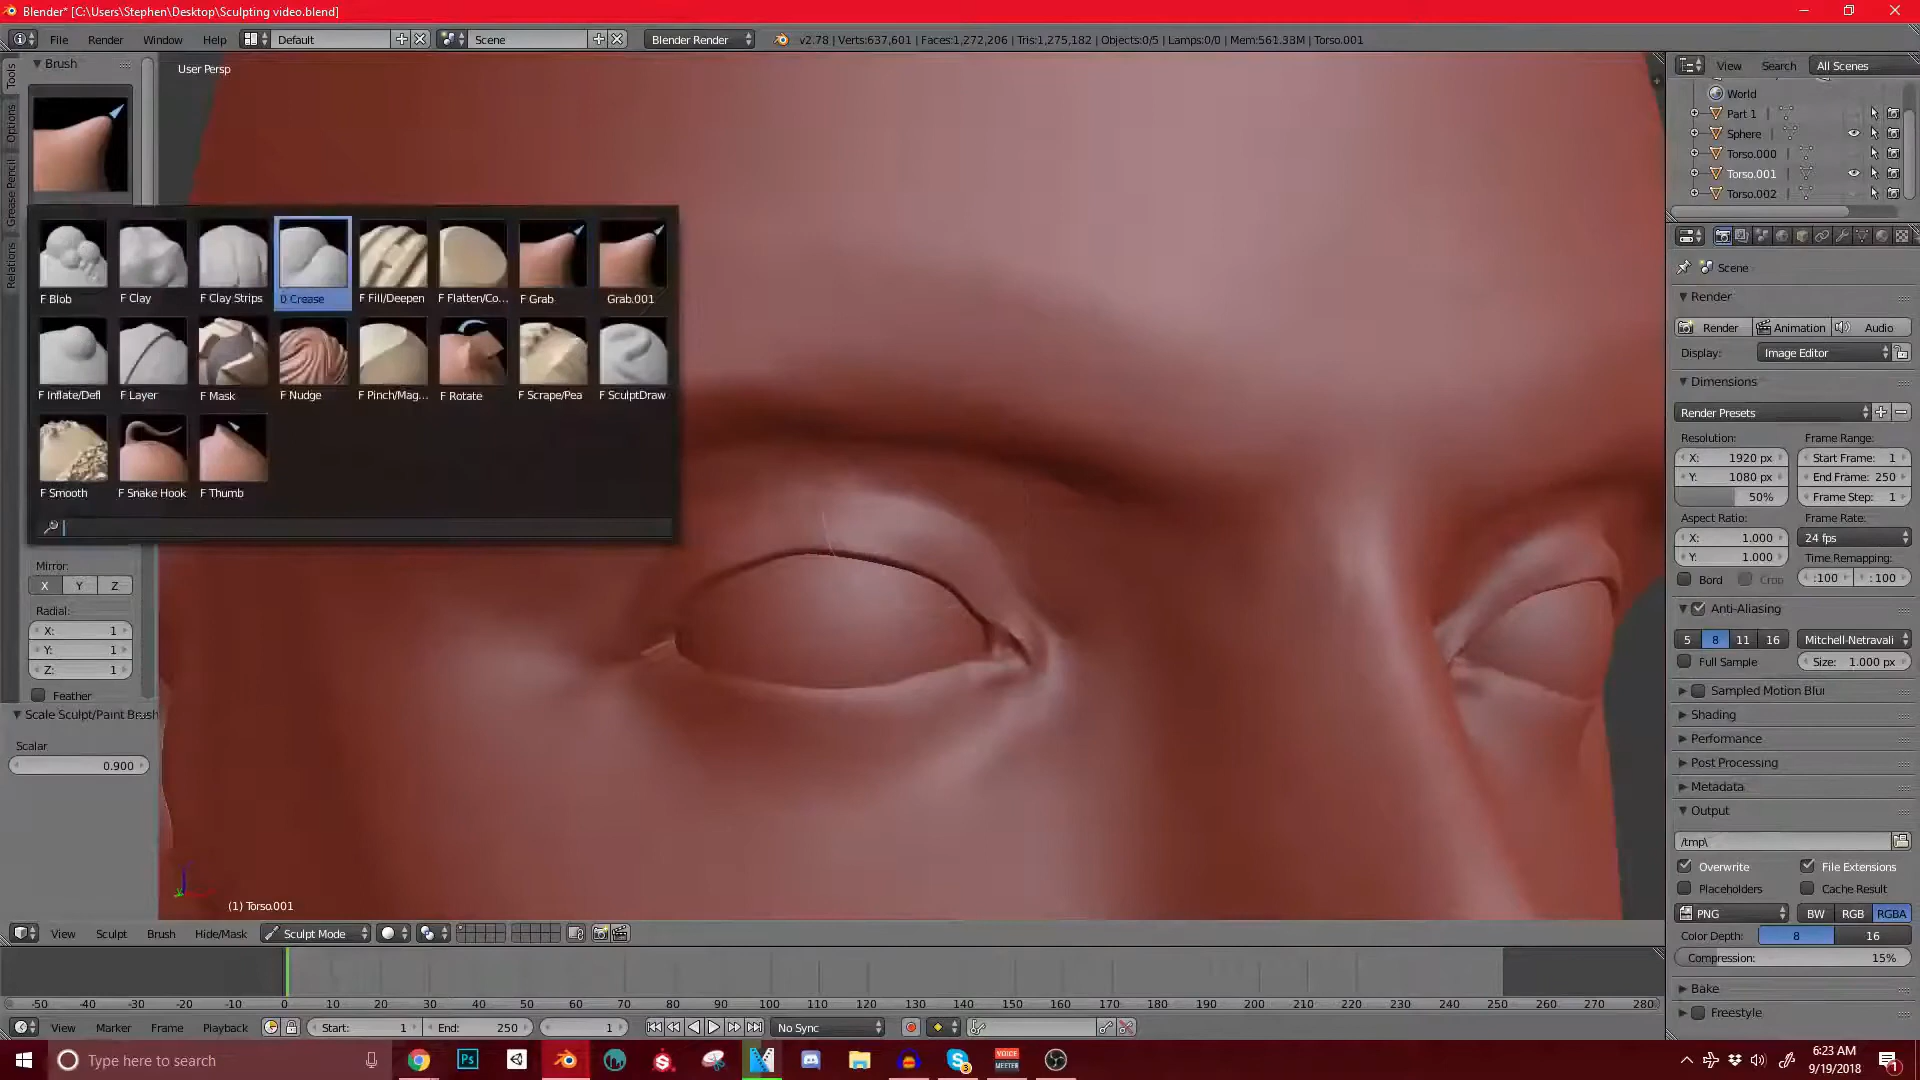 Blender* [C:\Users\Stephen\Desktop\Sculpting video.blend]
File Render Window Help Default Scene Blender Render v2.78 | Verts:637,601 | Faces:1,272,206 | Tris:1,275,182 | Objects:0/5 | Lamps:0/0 | Mem:561.33M | Torso.001
Tools
Options
Grease Pencil
Relations
Brush
User Persp
F Blob F Clay F Clay Strips D Crease F Fill/Deepen F Flatten/Co... F Grab Grab.001
F Inflate/Defl F Layer F Mask F Nudge F Pinch/Mag... F Rotate F Scrape/Pea F SculptDraw
F Smooth F Snake Hook F Thumb
Mirror:
X Y Z
Radial:
X: 1
Y: 1
Z: 1
Feather
Scale Sculpt/Paint Brush
Scalar
0.900
(1) Torso.001
View Search All Scenes
World
Part 1
Sphere
Torso.000
Torso.001
Torso.002
Scene
Render
Render Animation Audio
Display: Image Editor
Dimensions
Render Presets
Resolution: Frame Range:
X: 1920 px Start Frame: 1
Y: 1080 px End Frame: 250
50% Frame Step: 1
Aspect Ratio: Frame Rate:
X: 1.000 24 fps
Y: 1.000 Time Remapping:
Bord Crop :100 :100
Anti-Aliasing
5 8 11 16 Mitchell-Netravali
Full Sample Size: 1.000 px
Sampled Motion Blur
Shading
Performance
Post Processing
Metadata
Output
/tmp\
Overwrite File Extensions
Placeholders Cache Result
PNG BW RGB RGBA
Color Depth: 8 16
Compression: 15%
Bake
Freestyle
View Sculpt Brush Hide/Mask Sculpt Mode
-50 -40 -30 -20 -10 0 10 20 30 40 50 60 70 80 90 100 110 120 130 140 150 160 170 180 190 200 210 220 230 240 250 260 270 280
View Marker Frame Playback Start: 1 End: 250 1 No Sync
Type here to search
Ps
VOICE
MEETER
3
6:23 AM
9/19/2018
1